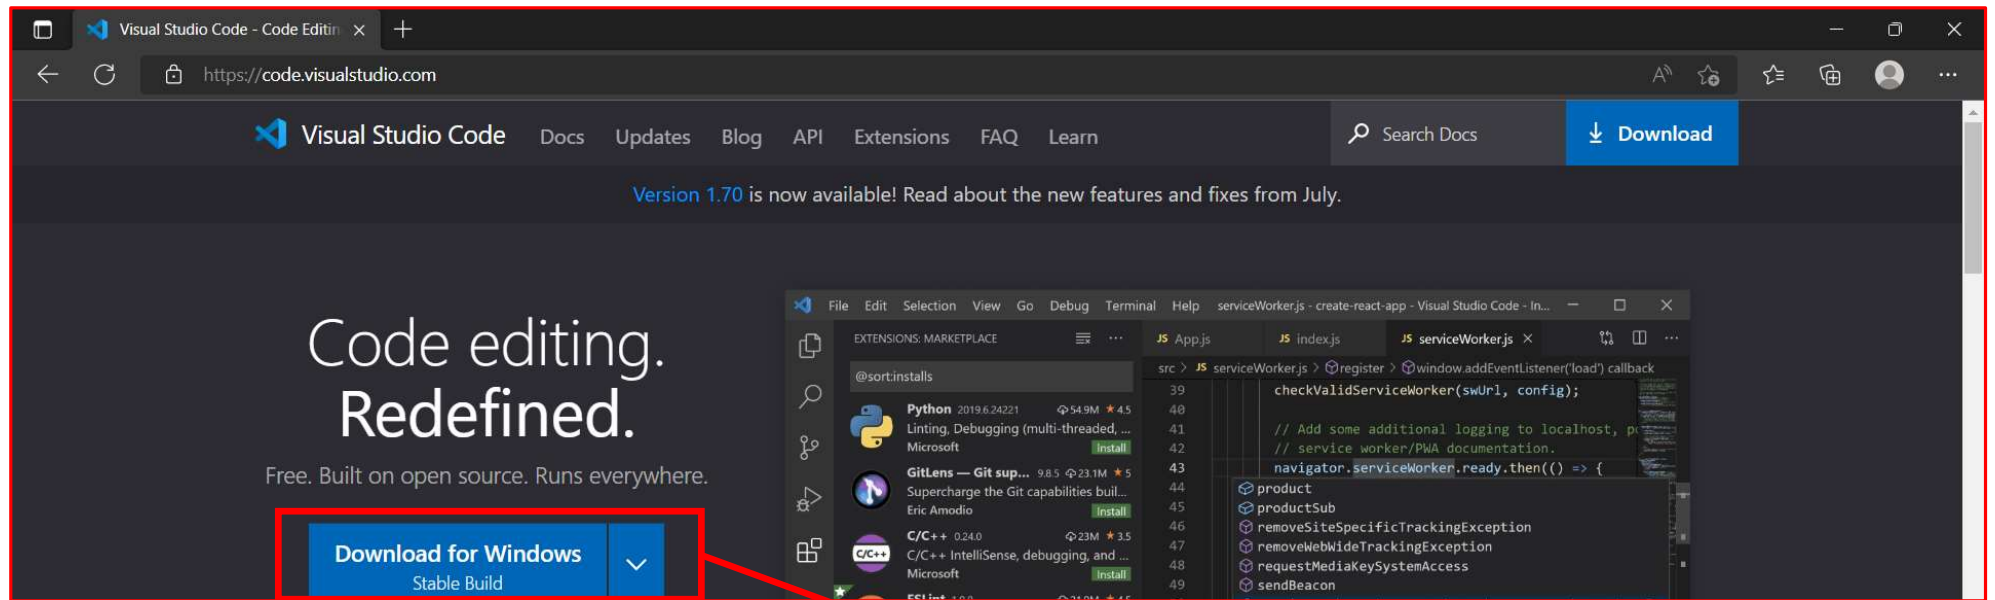 Visual Studio Code - Code Editin
https://code.visualstudio.com
Visual Studio Code Docs Updates Blog API Extensions FAQ Learn Search Docs Download
Version 1.70 is now available! Read about the new features and fixes from July.
Code editing.
Redefined.
Free. Built on open source. Runs everywhere.
Download for Windows
Stable Build
File Edit Selection View Go Debug Terminal Help serviceWorker.js - create-react-app - Visual Studio Code - In...
EXTENSIONS: MARKETPLACE
@sort:installs
Python 2019.6.24221 54.9M ★ 4.5
Linting, Debugging (multi-threaded, ...
Microsoft Install
GitLens — Git sup... 9.8.5 23.1M ★ 5
Supercharge the Git capabilities buil...
Eric Amodio Install
C/C++ 0.24.0 23M ★ 3.5
C/C++ IntelliSense, debugging, and ...
Microsoft Install
C/C++
JS App.js JS index.js JS serviceWorker.js
src > JS serviceWorker.js > register > window.addEventListener('load') callback
39 checkValidServiceWorker(swUrl, config);
40
41 // Add some additional logging to localhost, p
42 // service worker/PWA documentation.
43 navigator.serviceWorker.ready.then(() => {
44 product
45 productSub
46 removeSiteSpecificTrackingException
47 removeWebWideTrackingException
48 requestMediaKeySystemAccess
49 sendBeacon